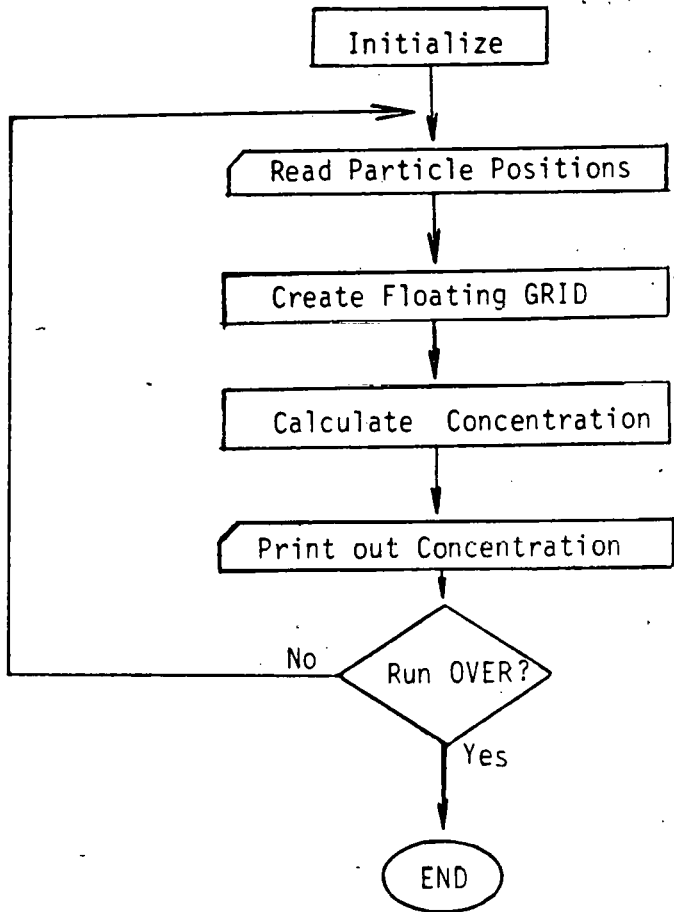 Initialize
Read Particle Positions
Create Floating GRID
Calculate Concentration
Print out Concentration
Run OVER?
No
Yes
END